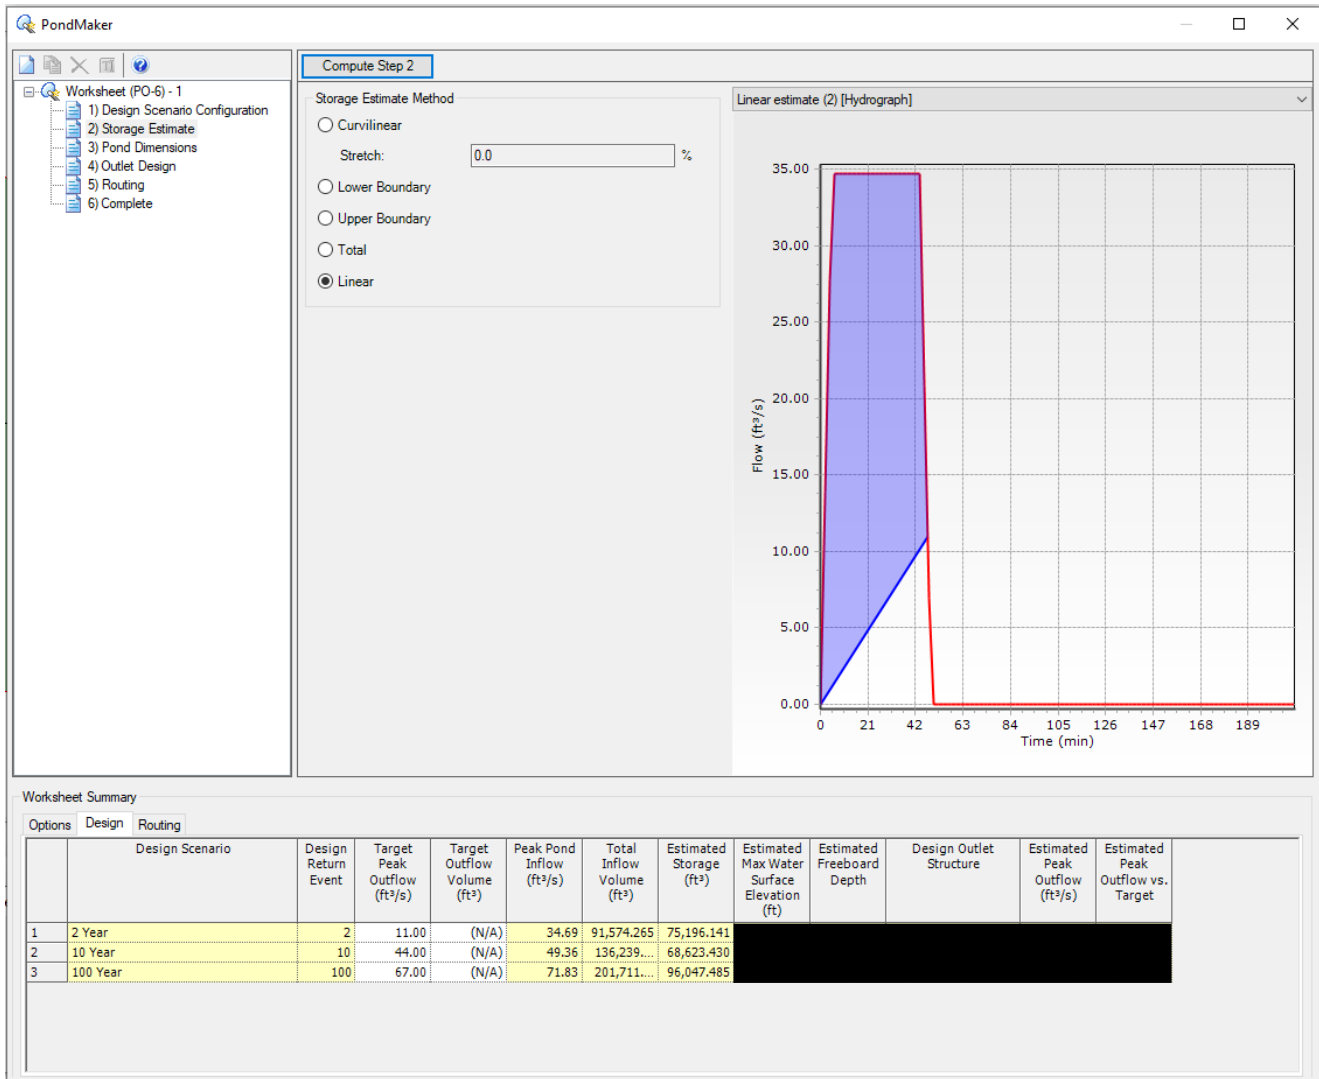 PondMaker
Worksheet (PO-6) - 1
1) Design Scenario Configuration
2) Storage Estimate
3) Pond Dimensions
4) Outlet Design
5) Routing
6) Complete
Compute Step 2
Storage Estimate Method
Curvilinear
Stretch: 0.0 %
Lower Boundary
Upper Boundary
Total
Linear
Linear estimate (2) [Hydrograph]
35.00
30.00
25.00
20.00
15.00
10.00
5.00
0.00
Flow (ft³/s)
0 21 42 63 84 105 126 147 168 189
Time (min)
Worksheet Summary
Options Design Routing
Design Scenario Design Return Event Target Peak Outflow (ft³/s) Target Outflow Volume (ft³) Peak Pond Inflow (ft³/s) Total Inflow Volume (ft³) Estimated Storage (ft³) Estimated Max Water Surface Elevation (ft) Estimated Freeboard Depth Design Outlet Structure Estimated Peak Outflow (ft³/s) Estimated Peak Outflow vs. Target
1 2 Year 2 11.00 (N/A) 34.69 91,574.265 75,196.141
2 10 Year 10 44.00 (N/A) 49.36 136,239.... 68,623.430
3 100 Year 100 67.00 (N/A) 71.83 201,711.... 96,047.485